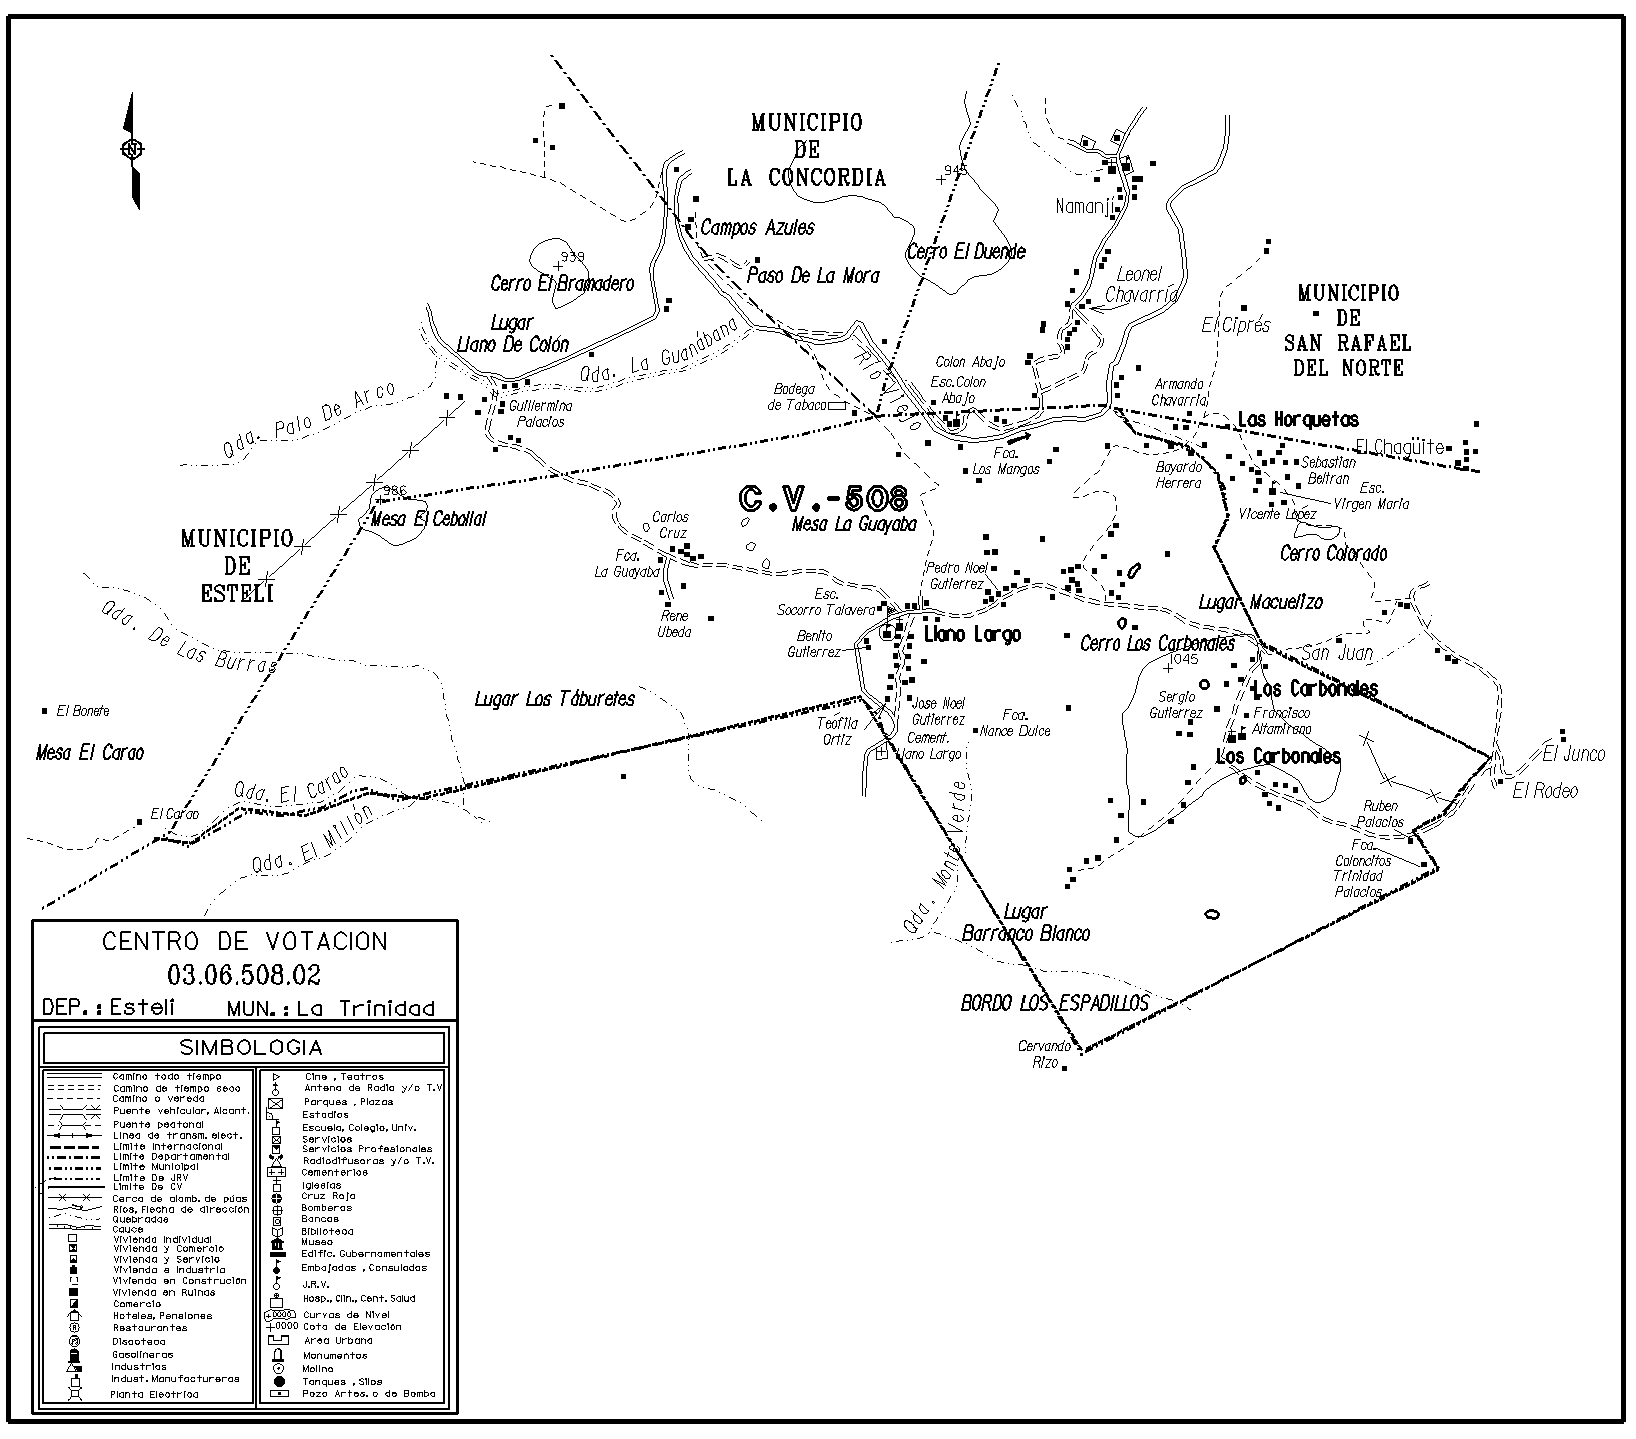 N
MUNICIPIO
DE
LA CONCORDIA
945
Namanji
Campos Azules
Cerro El Duende
939
Cerro El Bramadero
Paso De La Mora
Leonel
Chavarría
MUNICIPIO
DE
SAN RAFAEL
DEL NORTE
El Ciprés
Lugar
Llano De Colón
Qda. La Guanábana
Río Viejo
Colon Abajo
Esc.Colon
Abajo
Bodega
de Tabaco
Armando
Chavarría
Qda. Palo De Arco
Guillermina
Palacios
Las Horquetas
El Chagüite
Fca.
Los Mangos
Bayardo
Herrera
Sebastian
Beltran
Esc.
Virgen Maria
Vicente Lopez
986
Mesa El Cebollal
C.V.-508
Mesa La Guayaba
Carlos
Cruz
Cerro Colorado
MUNICIPIO
DE
ESTELI
Fca.
La Guayaba
Pedro Noel
Gutierrez
Esc.
Socorro Talavera
Lugar Macuelizo
Rene
Ubeda
Benito
Gutierrez
Llano Largo
Cerro Los Carbonales
1045
San Juan
Qda. De Las Burras
Lugar Los Táburetes
Los Carbonales
Sergio
Gutierrez
Jose Noel
Gutierrez
Fca.
Nance Dulce
Francisco
Altamirano
El Bonete
Teofila
Ortiz
Cement.
Llano Largo
Mesa El Carao
Los Carbonales
El Junco
El Rodeo
Qda. El Carao
El Carao
Qda. El Millón
Qda. Monte Verde
Ruben
Palacios
Fca.
Coloncitos
Trinidad
Palacios
Lugar
Barranco Blanco
BORDO LOS ESPADILLOS
Cervando
Rizo
CENTRO DE VOTACION
03.06.508.02
DEP.: Esteli MUN.: La Trinidad
SIMBOLOGIA
Camino todo tiempo
Camino de tiempo seco
Camino o vereda
Puente vehicular, Alcant.
Puente peatonal
Linea de transm. elect.
Limite Internacional
Limite Departamental
Limite Municipal
Limite De JRV
Limite De CV
Cerca de alamb. de púas
Rios, Flecha de dirección
Quebradas
Cauce
Vivienda Individual
Vivienda y Comercio
Vivienda y Servicio
Vivienda e Industria
Vivienda en Construción
Vivienda en Ruinas
Comercio
Hoteles, Pensiones
Restaurantes
Discoteca
Gasolineras
Industrias
Indust. Manufactureras
Planta Electrica
Cine , Teatros
Antena de Radio y/o T.V
Parques , Plazas
Estadios
Escuela, Colegio, Univ.
Servicios
Servicios Profesionales
Radiodifusoras y/o T.V.
Cementerios
Iglesias
Cruz Roja
Bomberos
Bancos
Biblioteca
Museo
Edific. Gubernamentales
Embajadas , Consulados
J.R.V.
Hosp., Clin., Cent. Salud
Curvas de Nivel
Cota de Elevación
Area Urbana
Monumentos
Molino
Tanques , Silos
Pozo Artes. o de Bomba